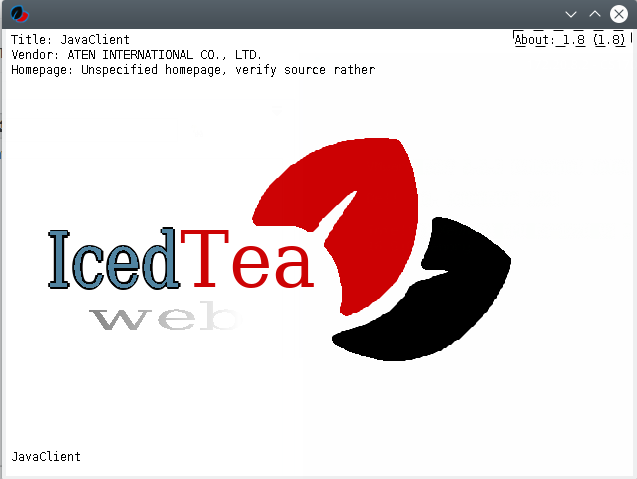 Title: JavaClient
About: 1.8 (1.8)
Vendor: ATEN INTERNATIONAL CO., LTD.
Homepage: Unspecified homepage, verify source rather
IcedTea
web
JavaClient